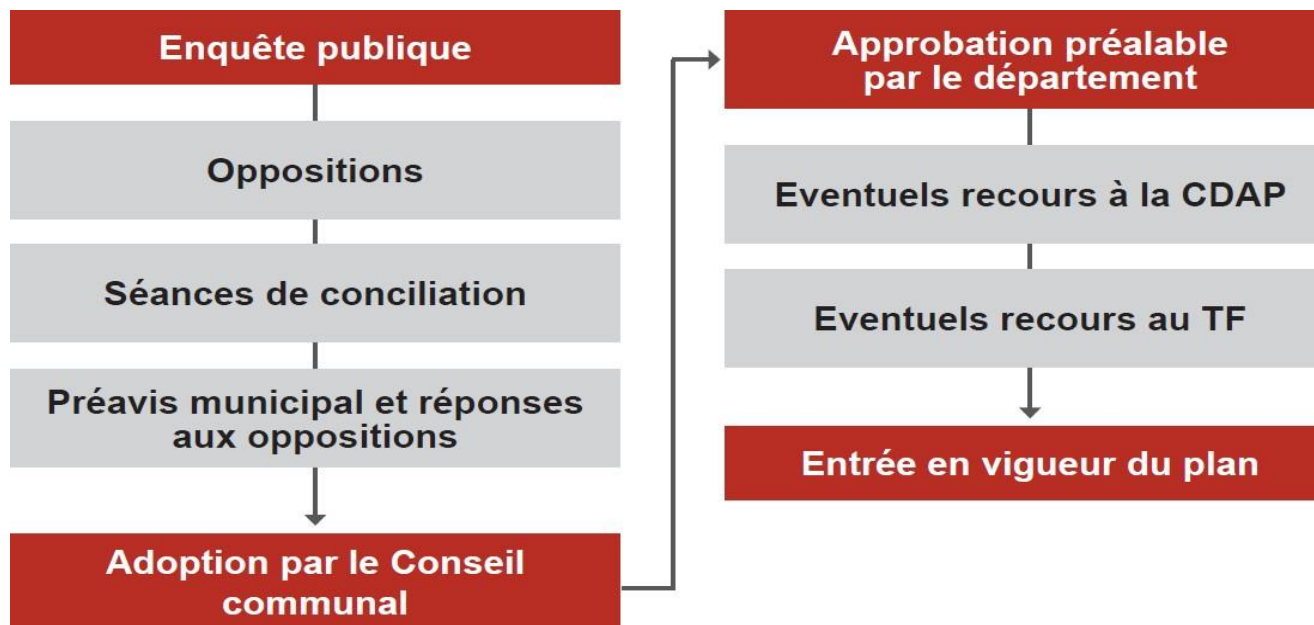 Enquête publique
Oppositions
Séances de conciliation
Préavis municipal et réponses
aux oppositions
Adoption par le Conseil
communal
Approbation préalable
par le département
Eventuels recours à la CDAP
Eventuels recours au TF
Entrée en vigueur du plan